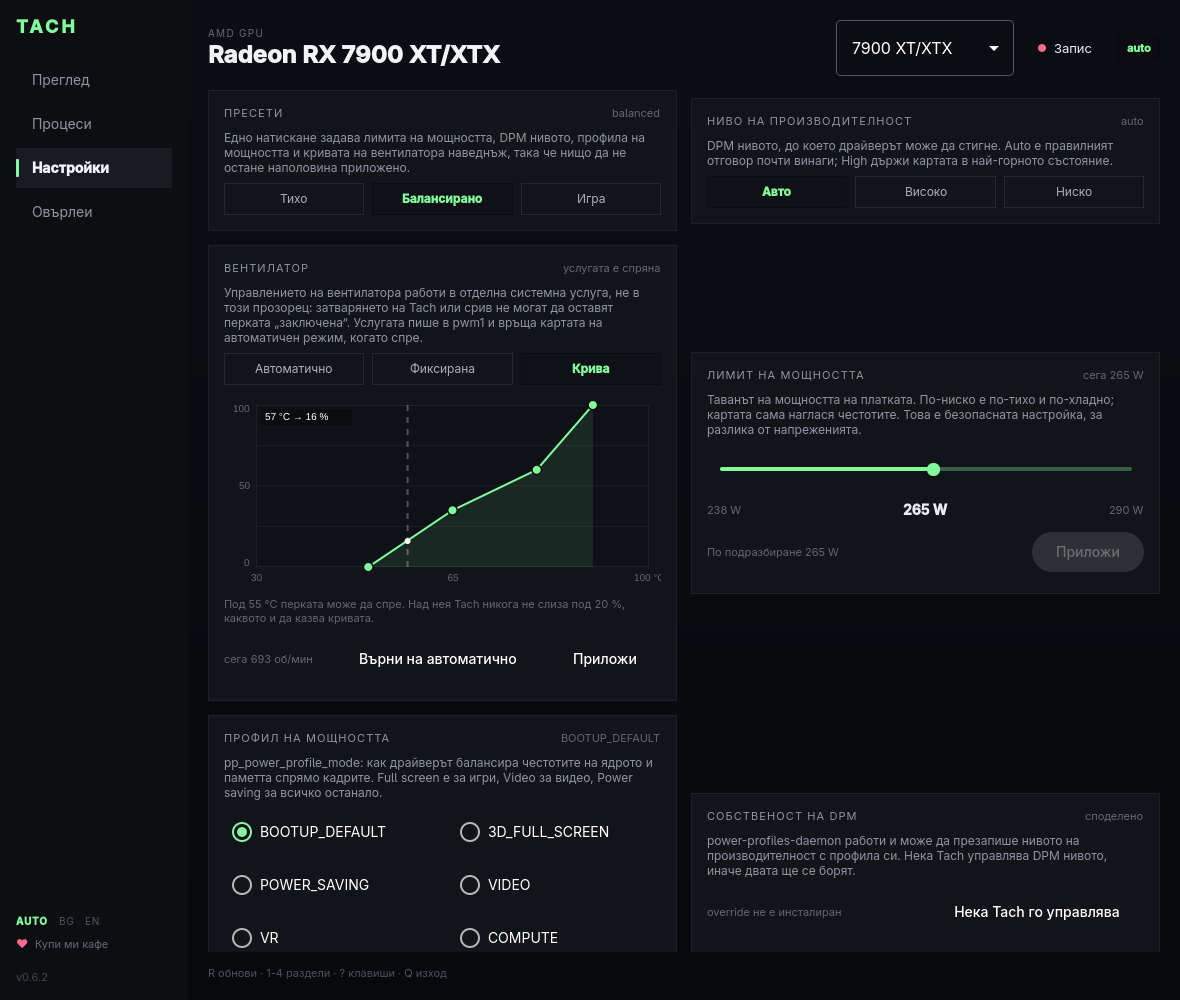 TACH
Преглед
Процеси
Настройки
Овърлеи
AUTO BG EN
Купи ми кафе
v0.6.2
AMD GPU
Radeon RX 7900 XT/XTX
7900 XT/XTX
Запис
auto
ПРЕСЕТИ balanced
Едно натискане задава лимита на мощността, DPM нивото, профила на
мощността и кривата на вентилатора наведнъж, така че нищо да не
остане наполовина приложено.
Тихо Балансирано Игра
НИВО НА ПРОИЗВОДИТЕЛНОСТ auto
DPM нивото, до което драйверът може да стигне. Auto е правилният
отговор почти винаги; High държи картата в най-горното състояние.
Авто Високо Ниско
ВЕНТИЛАТОР услугата е спряна
Управлението на вентилатора работи в отделна системна услуга, не в
този прозорец: затварянето на Tach или срив не могат да оставят
перката „заключена“. Услугата пише в pwm1 и връща картата на
автоматичен режим, когато спре.
Автоматично Фиксирана Крива
100
57 °C → 16 %
50
0
30 65 100 °C
Под 55 °C перката може да спре. Над нея Tach никога не слиза под 20 %,
каквото и да казва кривата.
сега 693 об/мин Върни на автоматично Приложи
ЛИМИТ НА МОЩНОСТТА сега 265 W
Таванът на мощността на платката. По-ниско е по-тихо и по-хладно;
картата сама наглася честотите. Това е безопасната настройка, за
разлика от напреженията.
238 W 265 W 290 W
По подразбиране 265 W Приложи
ПРОФИЛ НА МОЩНОСТТА BOOTUP_DEFAULT
pp_power_profile_mode: как драйверът балансира честотите на ядрото и
паметта спрямо кадрите. Full screen е за игри, Video за видео, Power
saving за всичко останало.
BOOTUP_DEFAULT 3D_FULL_SCREEN
POWER_SAVING VIDEO
VR COMPUTE
СОБСТВЕНОСТ НА DPM споделено
power-profiles-daemon работи и може да презапише нивото на
производителност с профила си. Нека Tach управлява DPM нивото,
иначе двата ще се борят.
override не е инсталиран Нека Tach го управлява
R обнови · 1-4 раздели · ? клавиши · Q изход